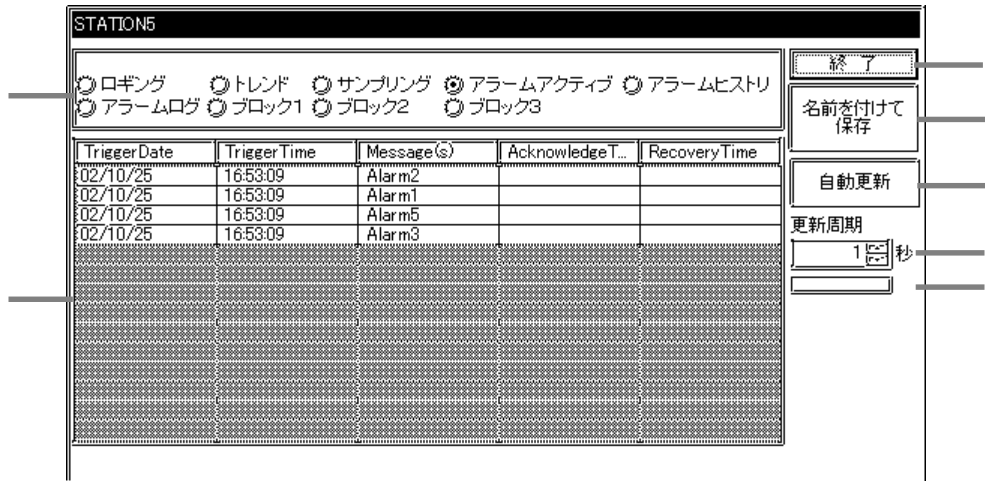 STATION5
ロギング トレンド サンプリング アラームアクティブ アラームヒストリ
アラームログ ブロック1 ブロック2 ブロック3
終 了
名前を付けて
保存
自動更新
更新周期
1 秒
TriggerDate TriggerTime Message(s) AcknowledgeT... RecoveryTime
02/10/25 16:53:09 Alarm2
02/10/25 16:53:09 Alarm1
02/10/25 16:53:09 Alarm5
02/10/25 16:53:09 Alarm3